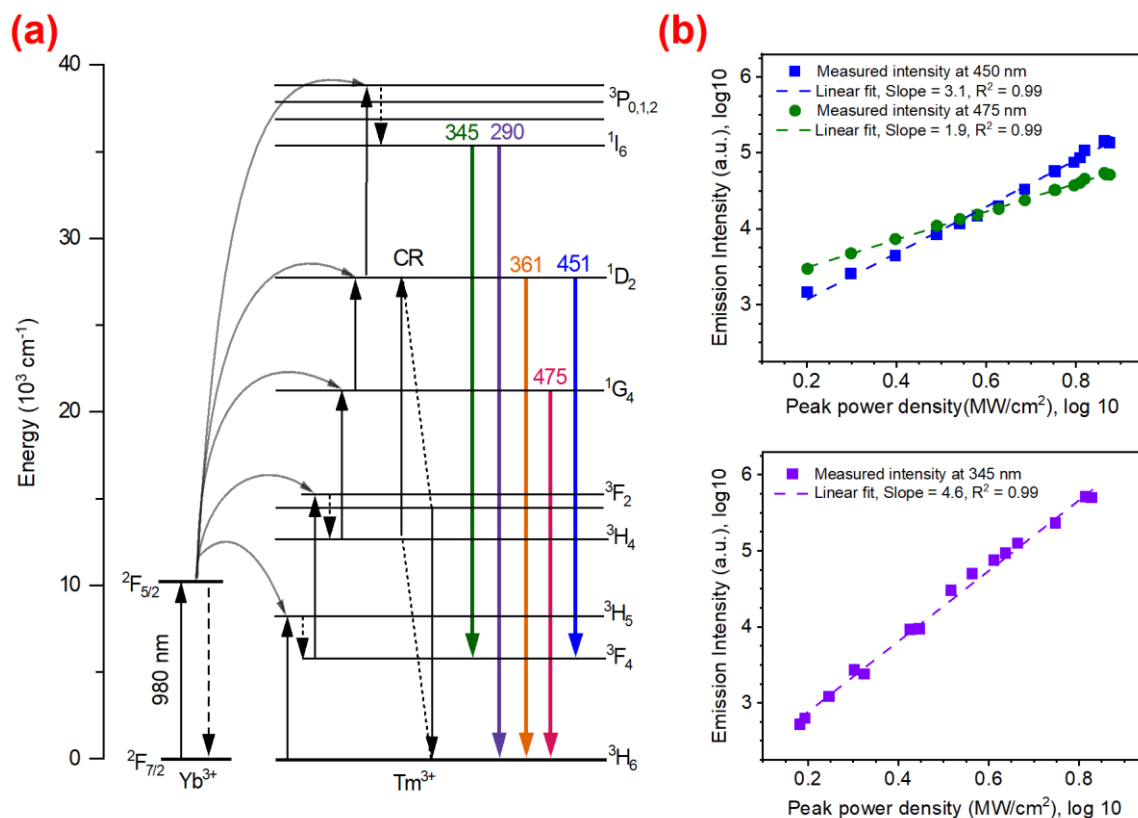 (a)
40
30
20
10
0
Energy (10³ cm⁻¹)
³P₀,₁,₂
345
290
¹I₆
CR
361
451
¹D₂
475
¹G₄
³F₂
³H₄
²F₅/₂
³H₅
³F₄
980 nm
²F₇/₂
³H₆
Yb³⁺
Tm³⁺
(b)
Measured intensity at 450 nm
Linear fit, Slope = 3.1, R² = 0.99
Measured intensity at 475 nm
Linear fit, Slope = 1.9, R² = 0.99
6
5
4
3
Emission Intensity (a.u.), log10
0.2
0.4
0.6
0.8
Peak power density(MW/cm²), log 10
Measured intensity at 345 nm
Linear fit, Slope = 4.6, R² = 0.99
6
5
4
3
Emission Intensity (a.u.), log10
0.2
0.4
0.6
0.8
Peak power density (MW/cm²), log 10